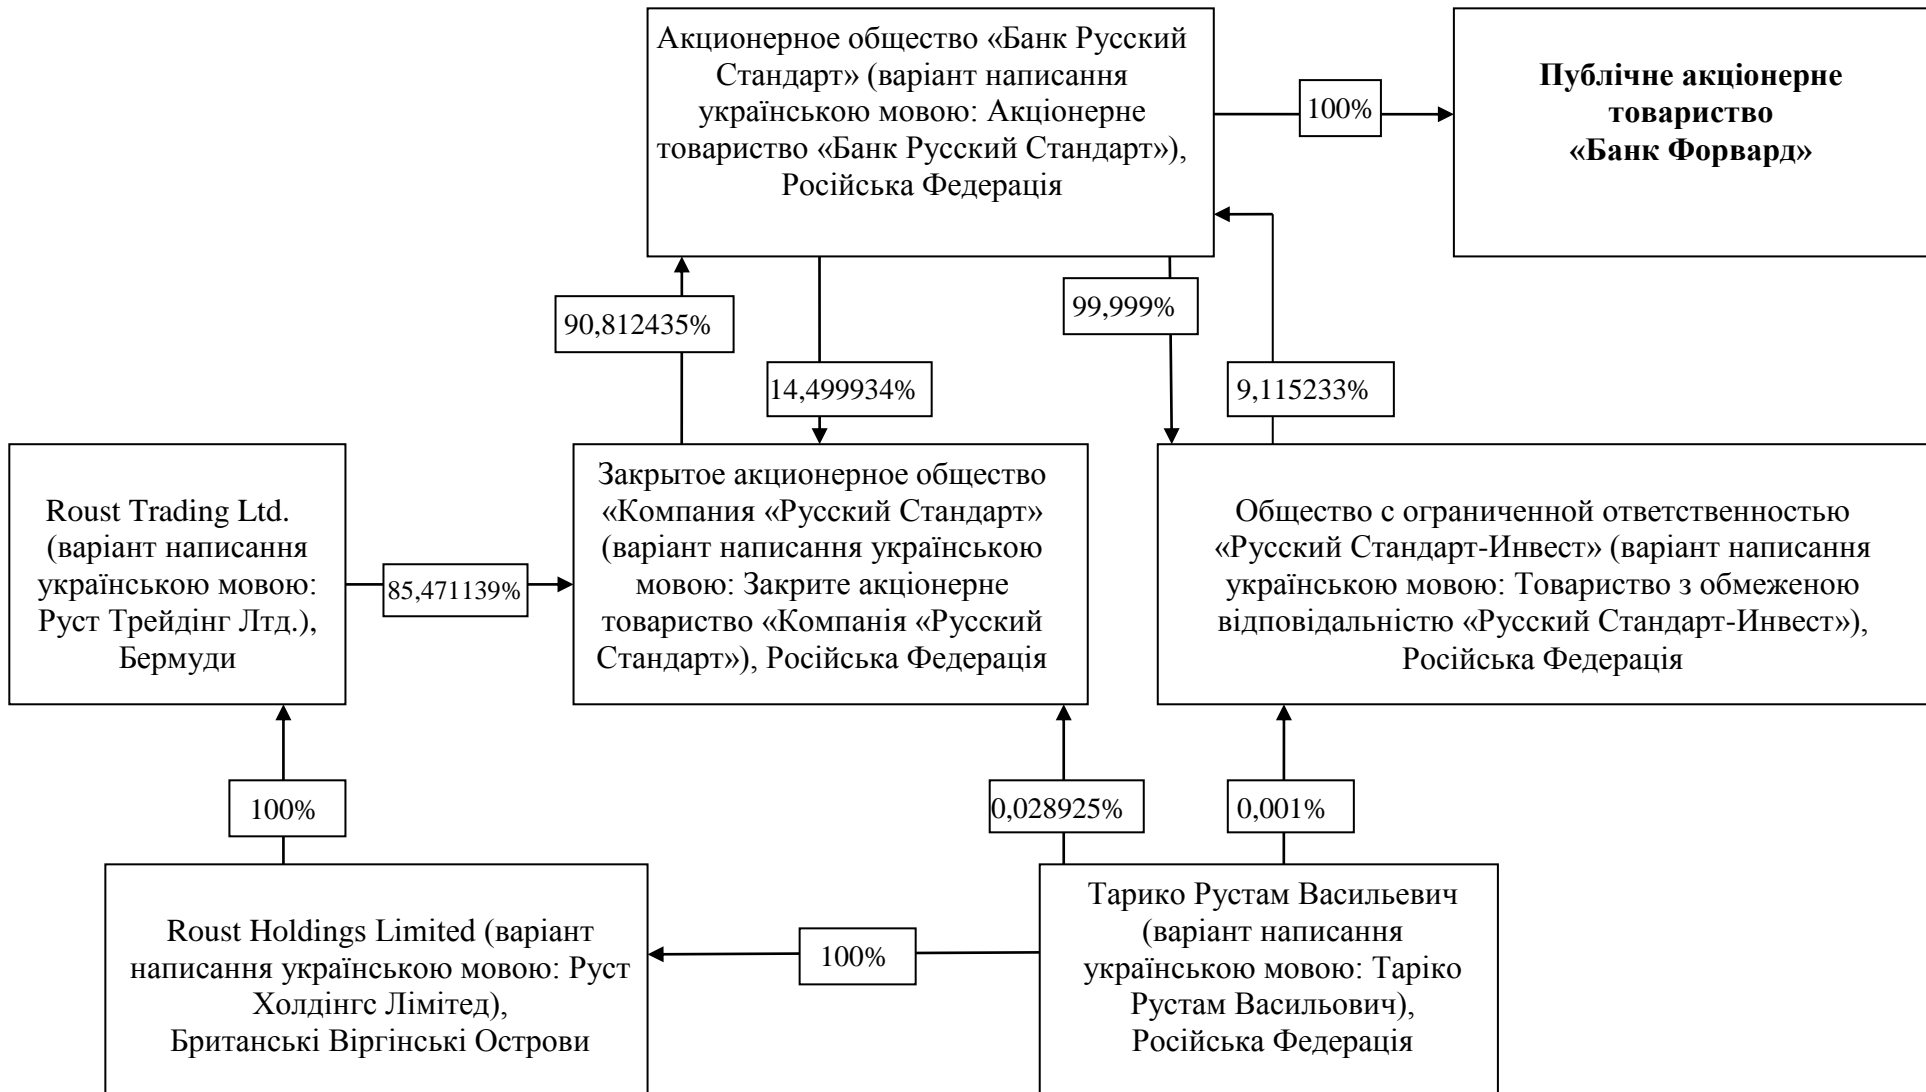 Акционерное общество «Банк Русский
Стандарт» (варіант написання
українською мовою: Акціонерне
товариство «Банк Русский Стандарт»),
Російська Федерація
100%
Публічне акціонерне
товариство
«Банк Форвард»
90,812435%
99,999%
14,499934%
9,115233%
Roust Trading Ltd.
(варіант написання
українською мовою:
Руст Трейдінг Лтд.),
Бермуди
85,471139%
Закрытое акционерное общество
«Компания «Русский Стандарт»
(варіант написання українською
мовою: Закрите акціонерне
товариство «Компанія «Русский
Стандарт»), Російська Федерація
Общество с ограниченной ответственностью
«Русский Стандарт-Инвест» (варіант написання
українською мовою: Товариство з обмеженою
відповідальністю «Русский Стандарт-Инвест»),
Російська Федерація
100%
0,028925%
0,001%
Roust Holdings Limited (варіант
написання українською мовою: Руст
Холдінгс Лімітед),
Британські Віргінські Острови
100%
Тарико Рустам Васильевич
(варіант написання
українською мовою: Таріко
Рустам Васильович),
Російська Федерація